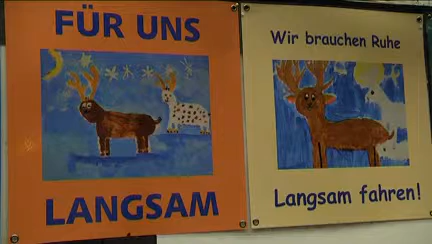 FÜR UNS
LANGSAM
Wir brauchen Ruhe
Langsam fahren!